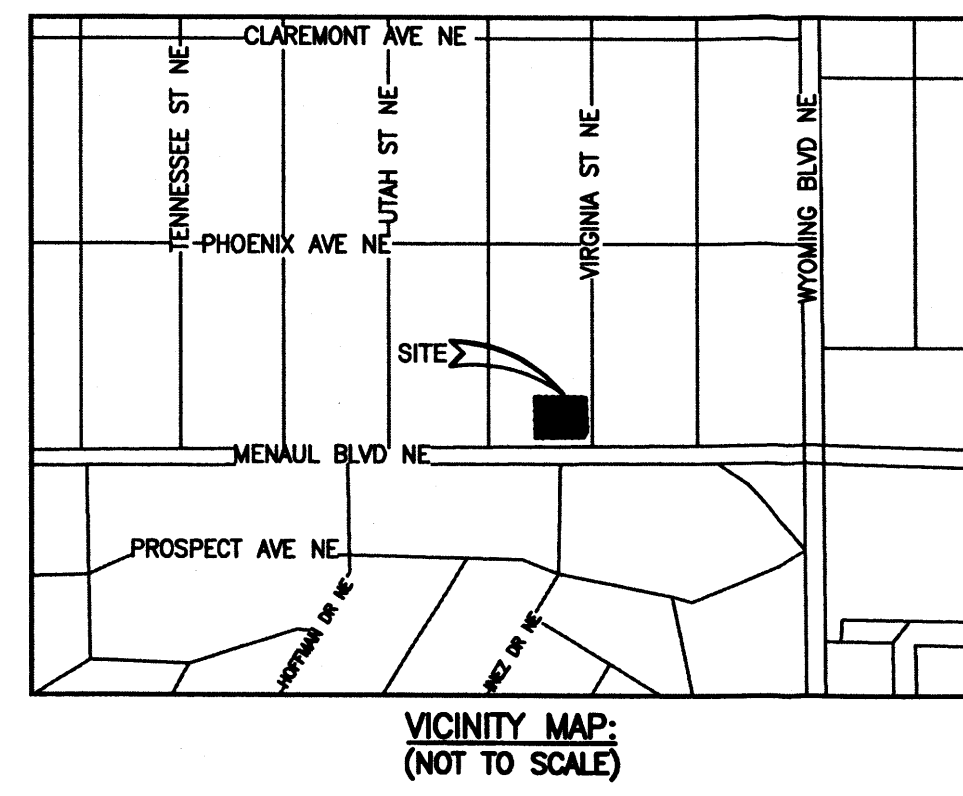 CLAREMONT AVE NE
TENNESSEE ST NE
UTAH ST NE
VIRGINIA ST NE
WYOMING BLVD NE
PHOENIX AVE NE
SITE
MENAUL BLVD NE
PROSPECT AVE NE
HOFFMAN DR NE
INEZ DR NE
VICINITY MAP:
(NOT TO SCALE)